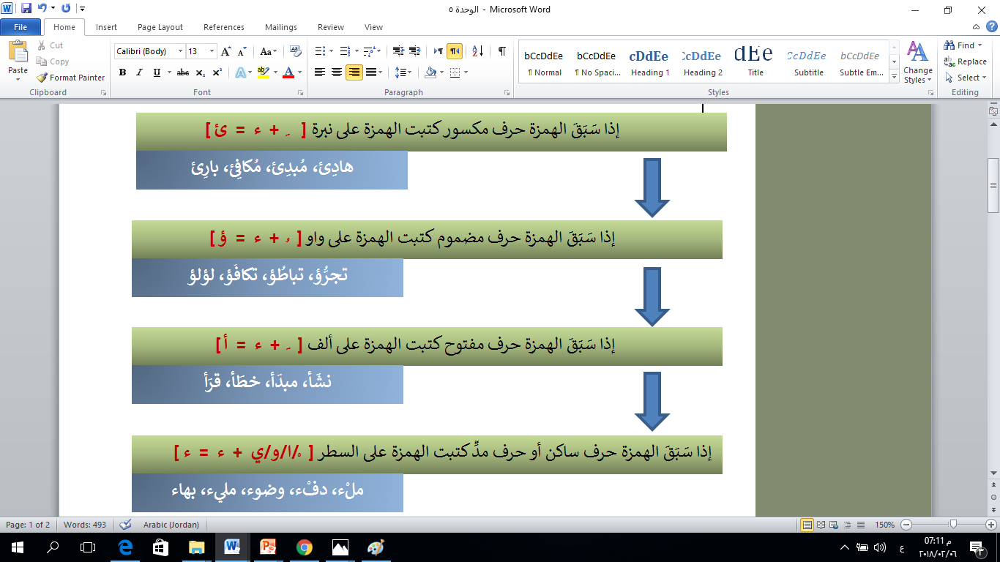 الوحدة ٥ - Microsoft Word
File Home Insert Page Layout References Mailings Review View
Paste
Cut
Copy
Format Painter
Clipboard
Calibri (Body) 13
Font
Paragraph
bCcDdEe bCcDdEe cDdEe CcDdEe dEe CcDdEe bCcDdEe
¶ Normal ¶ No Spaci... Heading 1 Heading 2 Title Subtitle Subtle Em...
Styles
Change Styles
Find
Replace
Select
Editing
إذا سَبَقَ الهمزة حرف مكسور كتبت الهمزة على نبرة [ ـِ + ء = ئ ]
هادِئ، مُبدِئ، مُكافِئ، بارِئ
إذا سَبَقَ الهمزة حرف مضموم كتبت الهمزة على واو [ ـُ + ء = ؤ ]
تجرُّؤ، تباطُؤ، تكافَؤ، لؤلؤ
إذا سَبَقَ الهمزة حرف مفتوح كتبت الهمزة على ألف [ ـَ + ء = أ ]
نشَأ، مبدَأ، خطَأ، قرَأ
إذا سَبَقَ الهمزة حرف ساكن أو حرف مدٍّ كتبت الهمزة على السطر [ ـْ/ا/و/ي + ء = ء ]
ملْء، دفْء، وضوء، مليء، بهاء
Page: 1 of 2 Words: 493 Arabic (Jordan) 150%
07:11 م
٢٠١٨/٠٢/٠٦
ع
٣